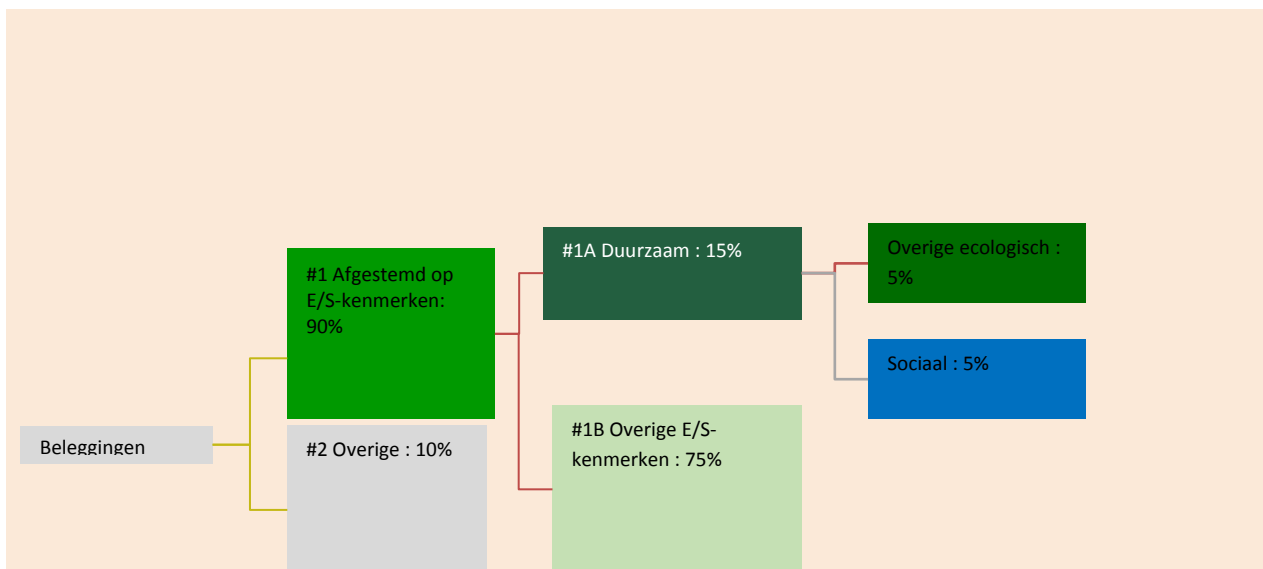 Beleggingen
#1 Afgestemd op
E/S-kenmerken:
90%
#2 Overige : 10%
#1A Duurzaam : 15%
#1B Overige E/S-
kenmerken : 75%
Overige ecologisch :
5%
Sociaal : 5%